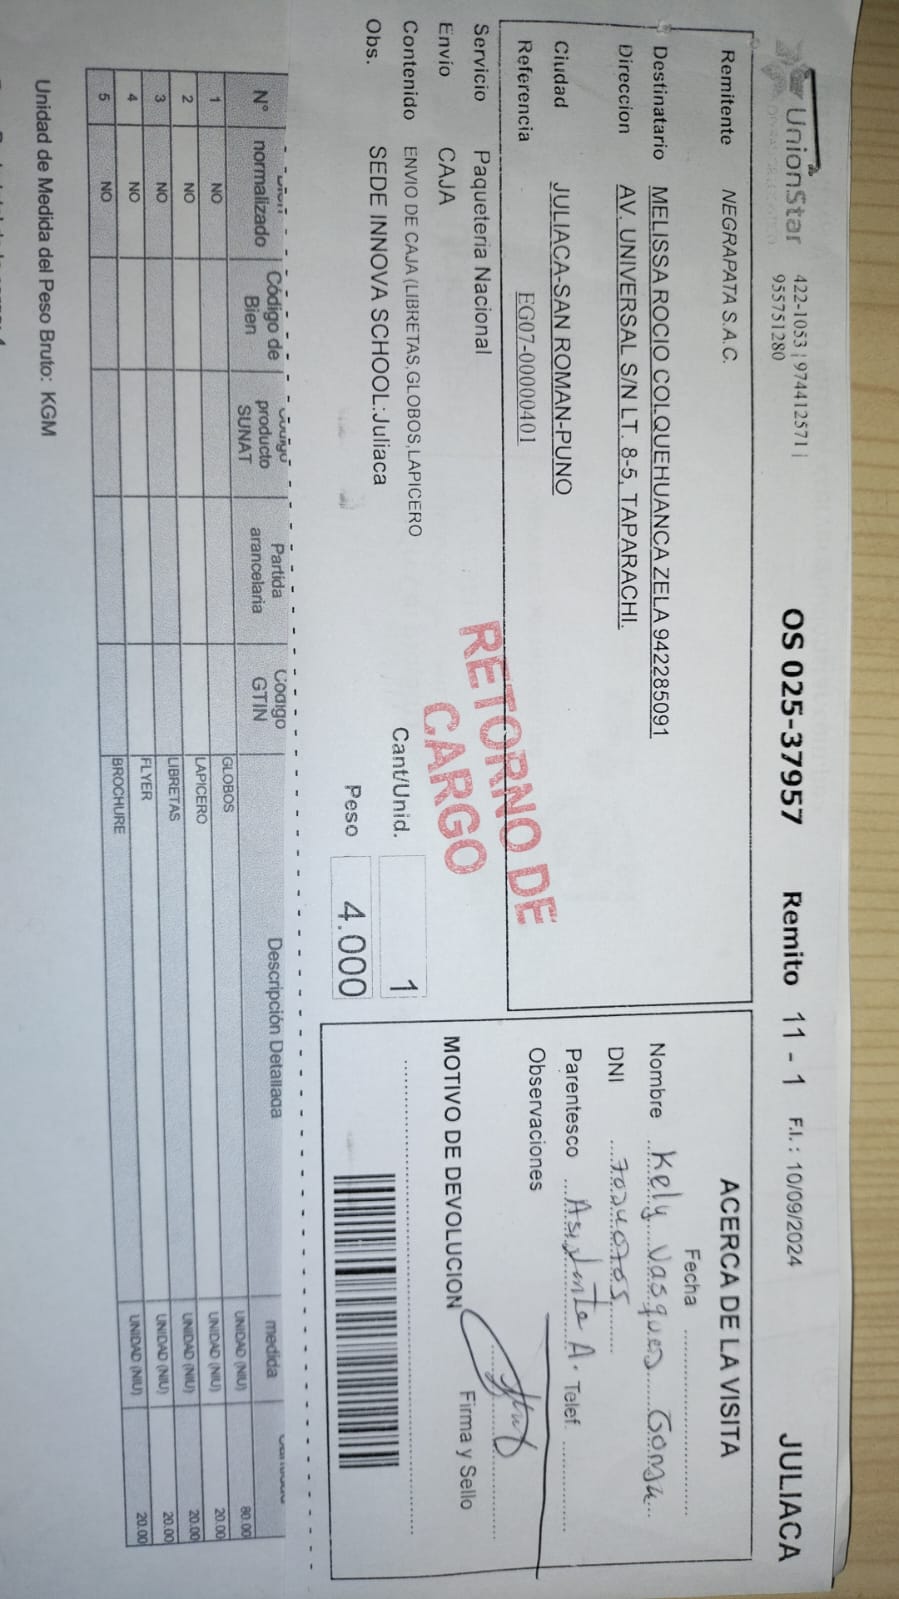 UnionStar
422-1053 | 974412571 |
955751280
OS 025-37957 Remito 11 - 1 F.I. : 10/09/2024 JULIACA
Remitente NEGRAPATA S.A.C.
Destinatario MELISSA ROCIO COLQUEHUANCA ZELA 942285091
Direccion AV. UNIVERSAL S/N LT. 8-5, TAPARACHI.
Ciudad JULIACA-SAN ROMAN-PUNO
Referencia EG07-00000401
Servicio Paqueteria Nacional
Envio CAJA
Contenido ENVIO DE CAJA (LIBRETAS,GLOBOS,LAPICERO
Obs. SEDE INNOVA SCHOOL:Juliaca
RETORNO DE
CARGO
Cant/Unid. 1
Peso 4.000
ACERCA DE LA VISITA
Fecha
Nombre Kely Vasquez
DNI 70240705
Parentesco Asistente A. Telef.
Observaciones
Firma y Sello
MOTIVO DE DEVOLUCION
N° normalizado Código de Bien producto SUNAT Partida arancelaria Código GTIN Descripción Detallada medida
1 NO GLOBOS UNIDAD (NIU) 80.00
2 NO LAPICERO UNIDAD (NIU) 20.00
3 NO LIBRETAS UNIDAD (NIU) 20.00
4 NO FLYER UNIDAD (NIU) 20.00
5 NO BROCHURE UNIDAD (NIU) 20.00
Unidad de Medida del Peso Bruto: KGM